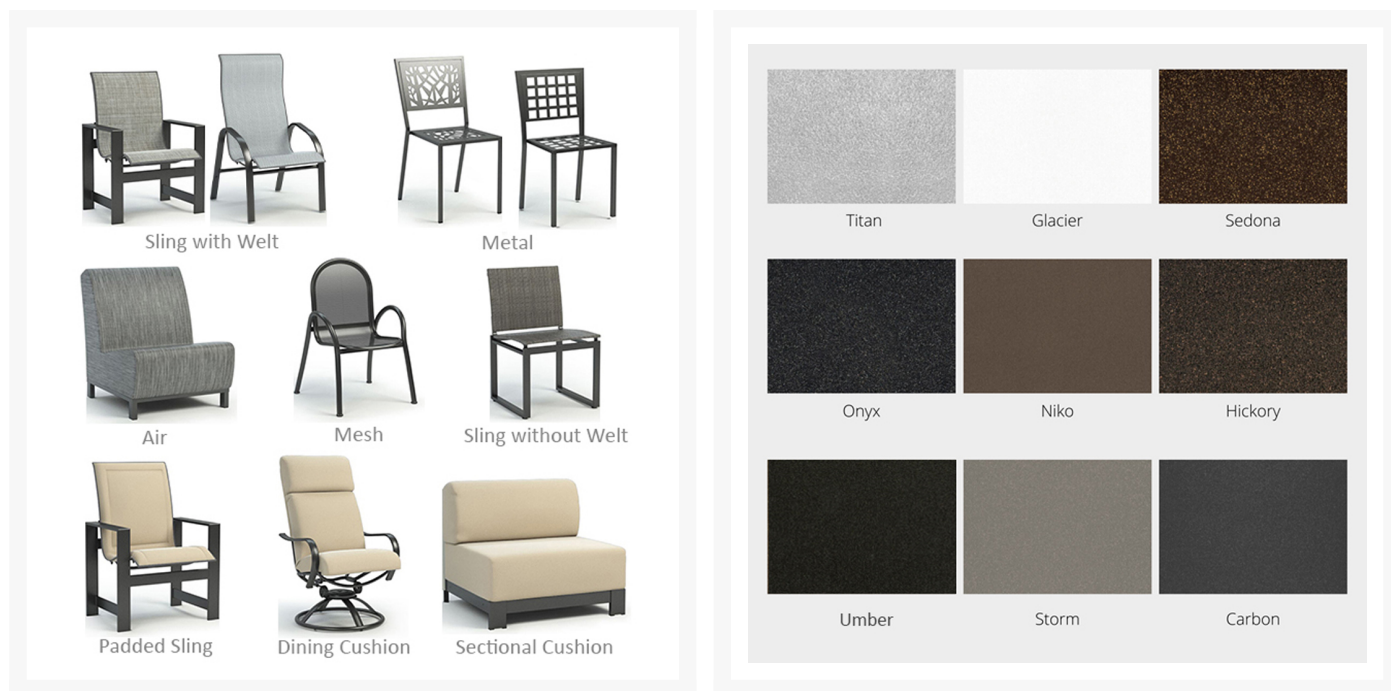 Sling with Welt
Metal
Air
Mesh
Sling without Welt
Padded Sling
Dining Cushion
Sectional Cushion
Titan
Glacier
Sedona
Onyx
Niko
Hickory
Umber
Storm
Carbon